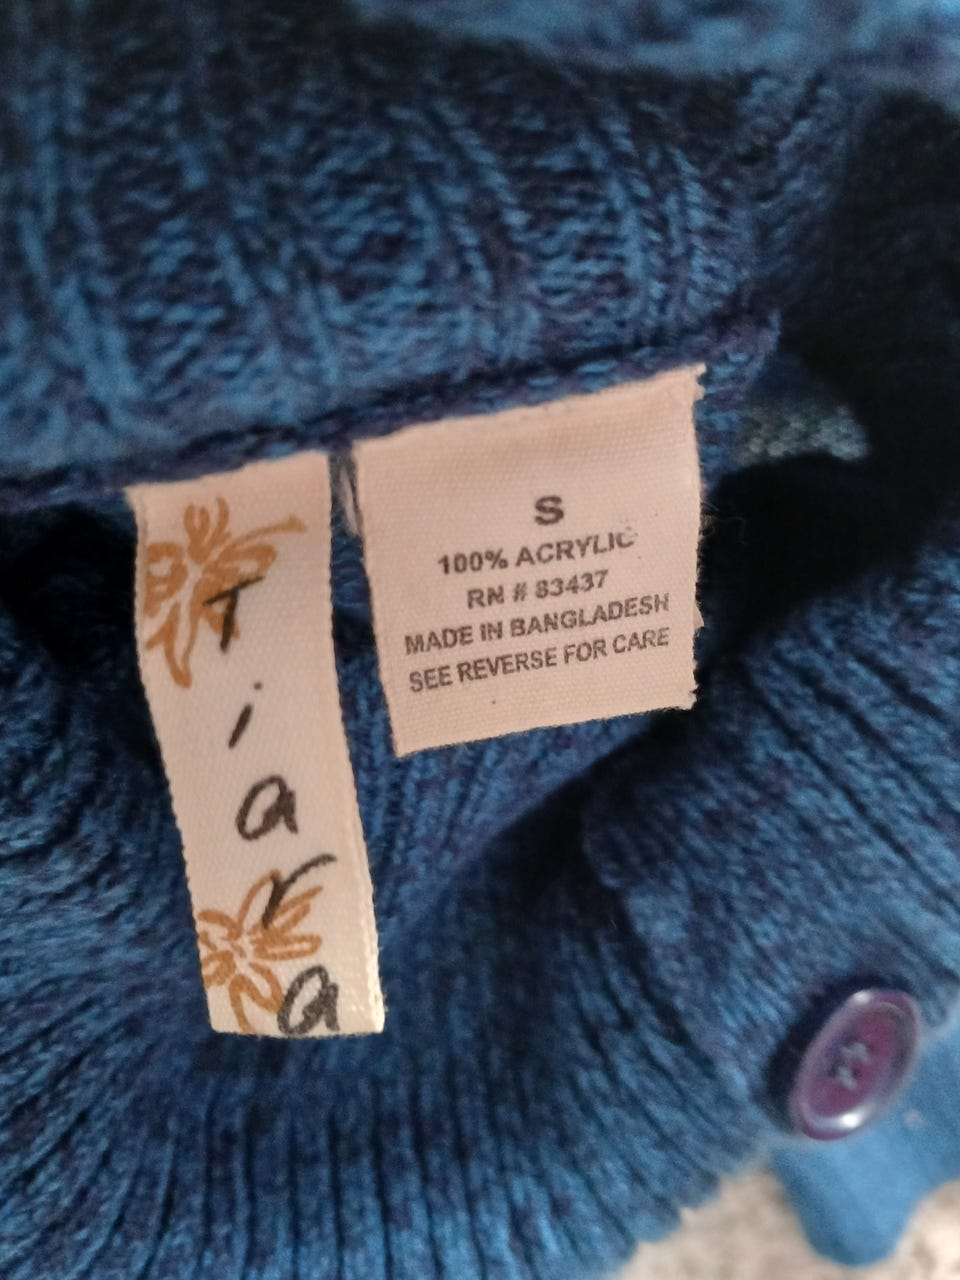 Tiara
S
100% ACRYLIC
RN # 83437
MADE IN BANGLADESH
SEE REVERSE FOR CARE